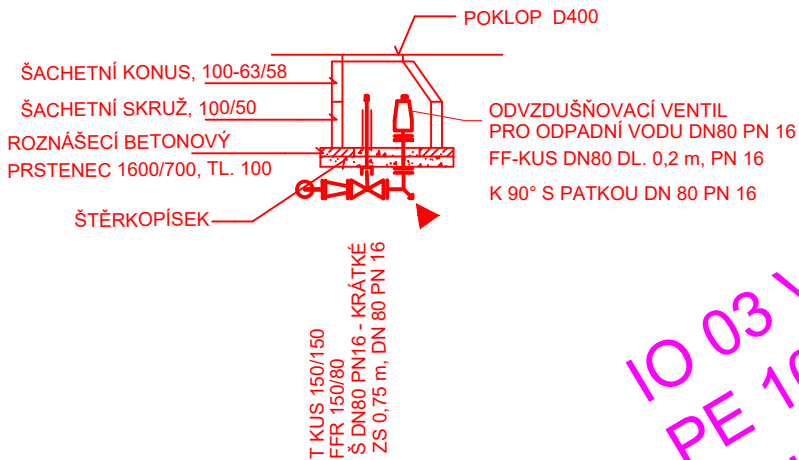 POKLOP D400
ŠACHETNÍ KONUS, 100-63/58
ŠACHETNÍ SKRUŽ, 100/50
ROZNÁŠECÍ BETONOVÝ
PRSTENEC 1600/700, TL. 100
ŠTĚRKOPÍSEK
ODVZDUŠŇOVACÍ VENTIL
PRO ODPADNÍ VODU DN80 PN 16
FF-KUS DN80 DL. 0,2 m, PN 16
K 90° S PATKOU DN 80 PN 16
T KUS 150/150
FFR 150/80
Š DN80 PN16 - KRÁTKÉ
ZS 0,75 m, DN 80 PN 16
IO 03
PE